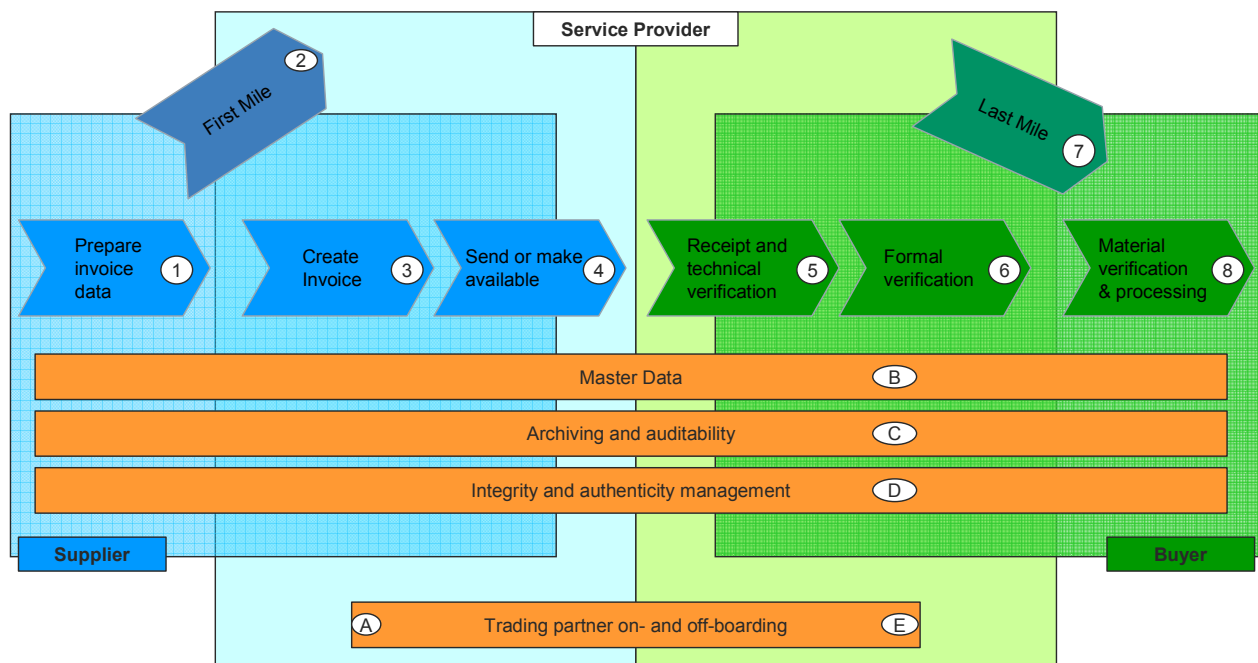 Service Provider
First Mile
2
Last Mile
7
Prepare
invoice
data
1
Create
Invoice
3
Send or make
available
4
Receipt and
technical
verification
5
Formal
verification
6
Material
verification
& processing
8
Master Data
B
Archiving and auditability
C
Integrity and authenticity management
D
Supplier
Buyer
A
Trading partner on- and off-boarding
E